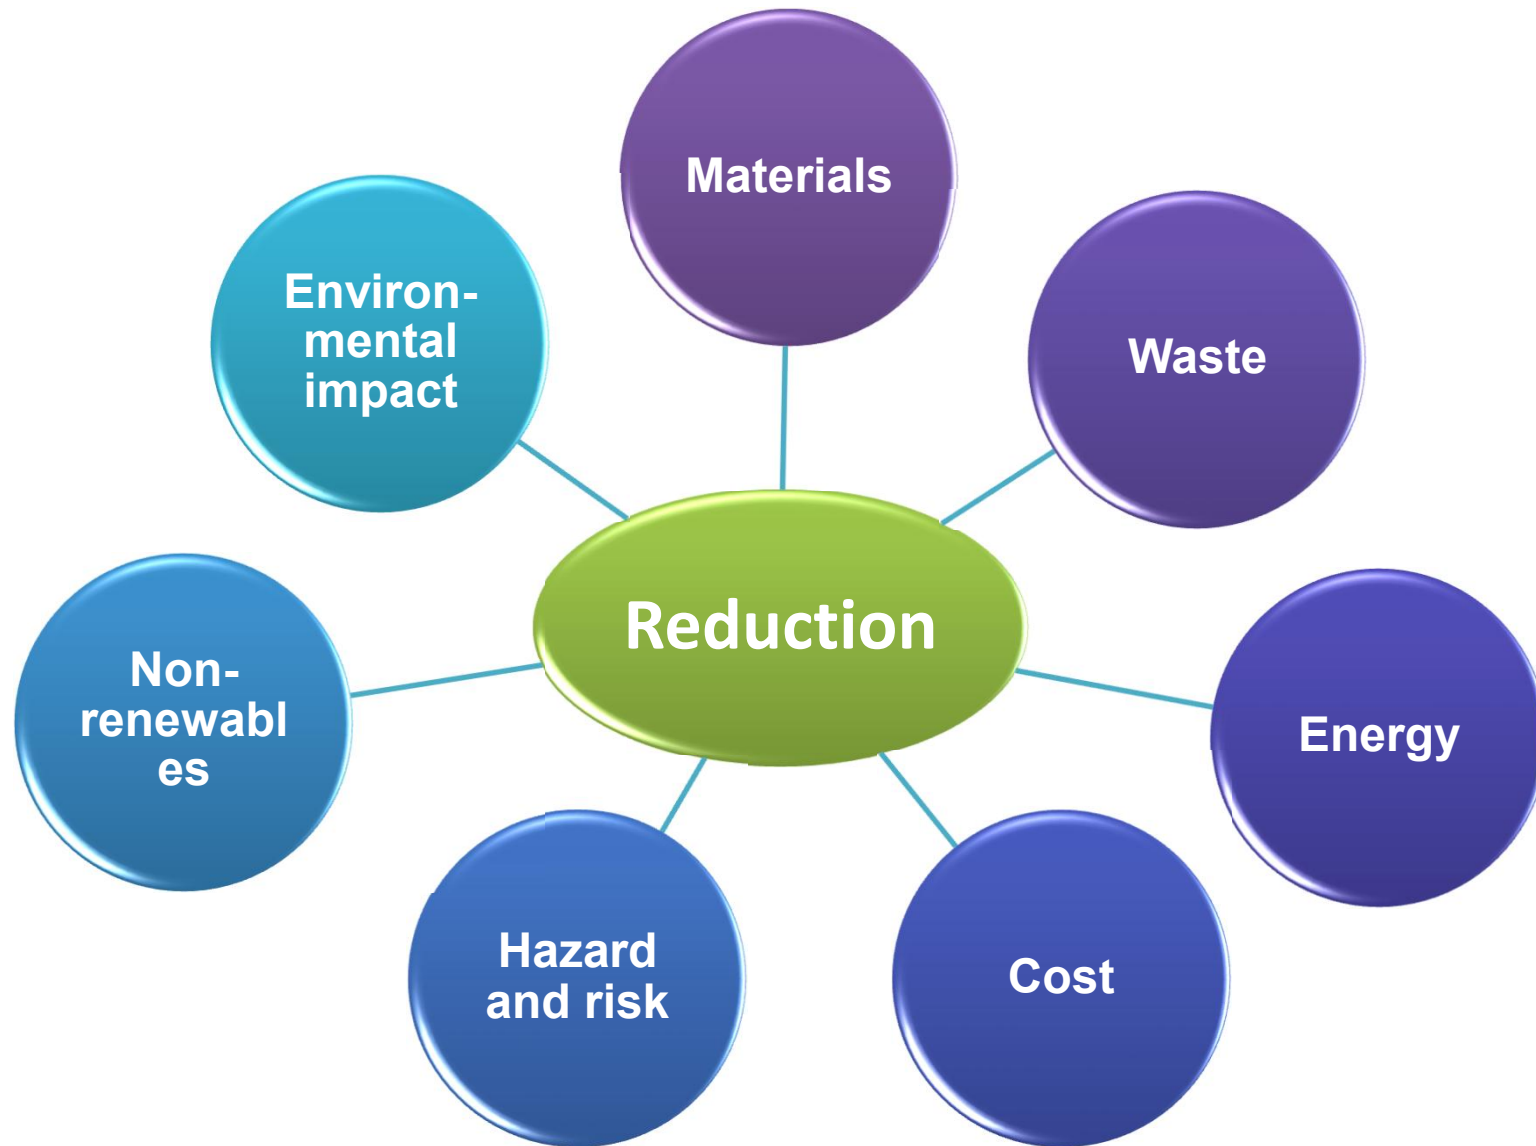 Materials
Environ-
mental
impact
Waste
Reduction
Non-
renewabl
es
Energy
Hazard
and risk
Cost